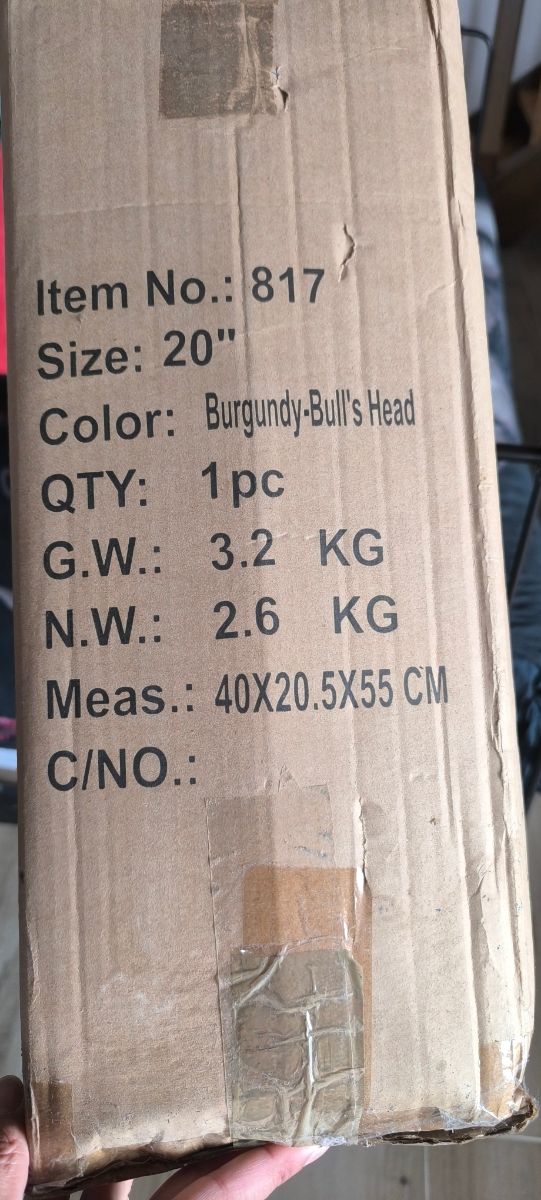 Item No.: 817
Size: 20"
Color: Burgundy-Bull's Head
QTY: 1pc
G.W.: 3.2 KG
N.W.: 2.6 KG
Meas.: 40X20.5X55 CM
C/NO.: